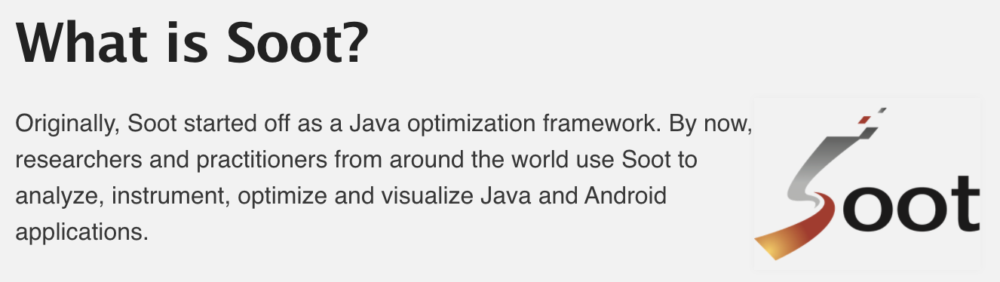 What is Soot?
Originally, Soot started off as a Java optimization framework. By now,
researchers and practitioners from around the world use Soot to
analyze, instrument, optimize and visualize Java and Android
applications.
Soot